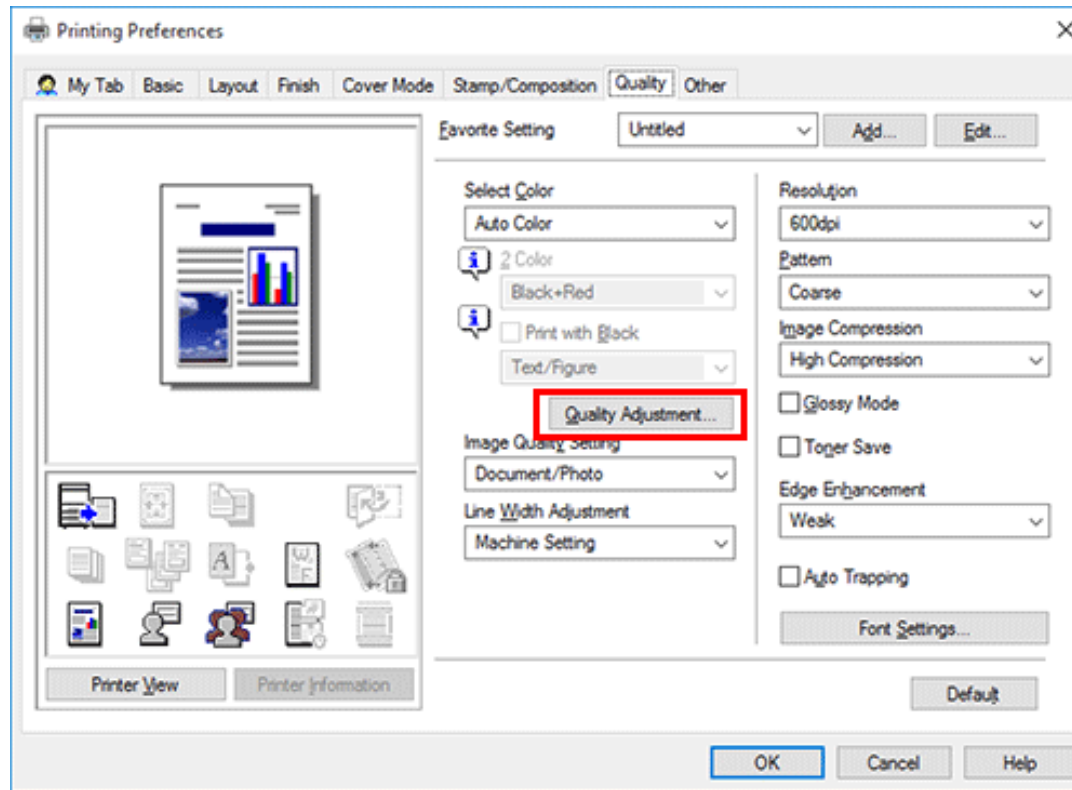 Printing Preferences
My Tab Basic Layout Finish Cover Mode Stamp/Composition Quality Other
Favorite Setting Untitled Add... Edit...
Select Color
Auto Color
2 Color
Black+Red
Print with Black
Text/Figure
Quality Adjustment...
Image Quality Setting
Document/Photo
Line Width Adjustment
Machine Setting
Resolution
600dpi
Pattern
Coarse
Image Compression
High Compression
Glossy Mode
Toner Save
Edge Enhancement
Weak
Auto Trapping
Font Settings...
Printer View Printer Information
Default
OK Cancel Help